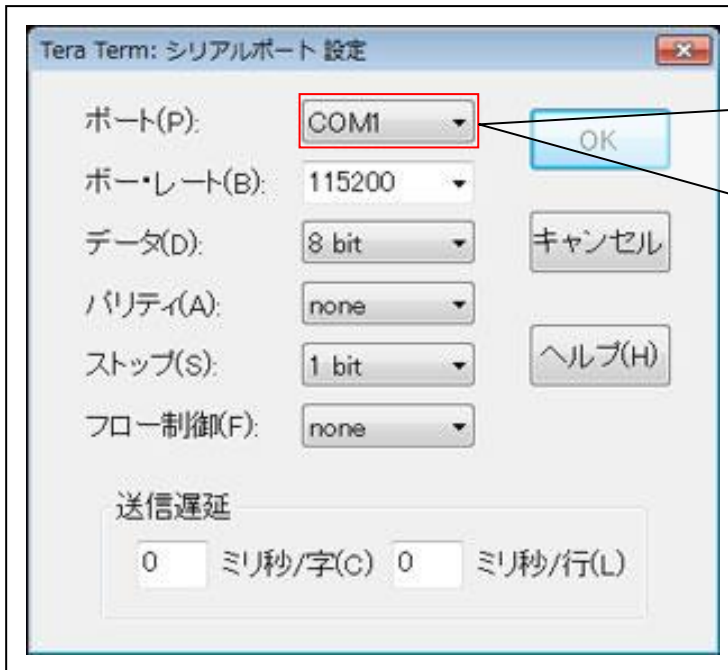 Tera Term: シリアルポート 設定
ポート(P): COM1 OK
ボー・レート(B): 115200
データ(D): 8 bit キャンセル
パリティ(A): none
ストップ(S): 1 bit ヘルプ(H)
フロー制御(F): none
送信遅延
0 ミリ秒/字(C) 0 ミリ秒/行(L)